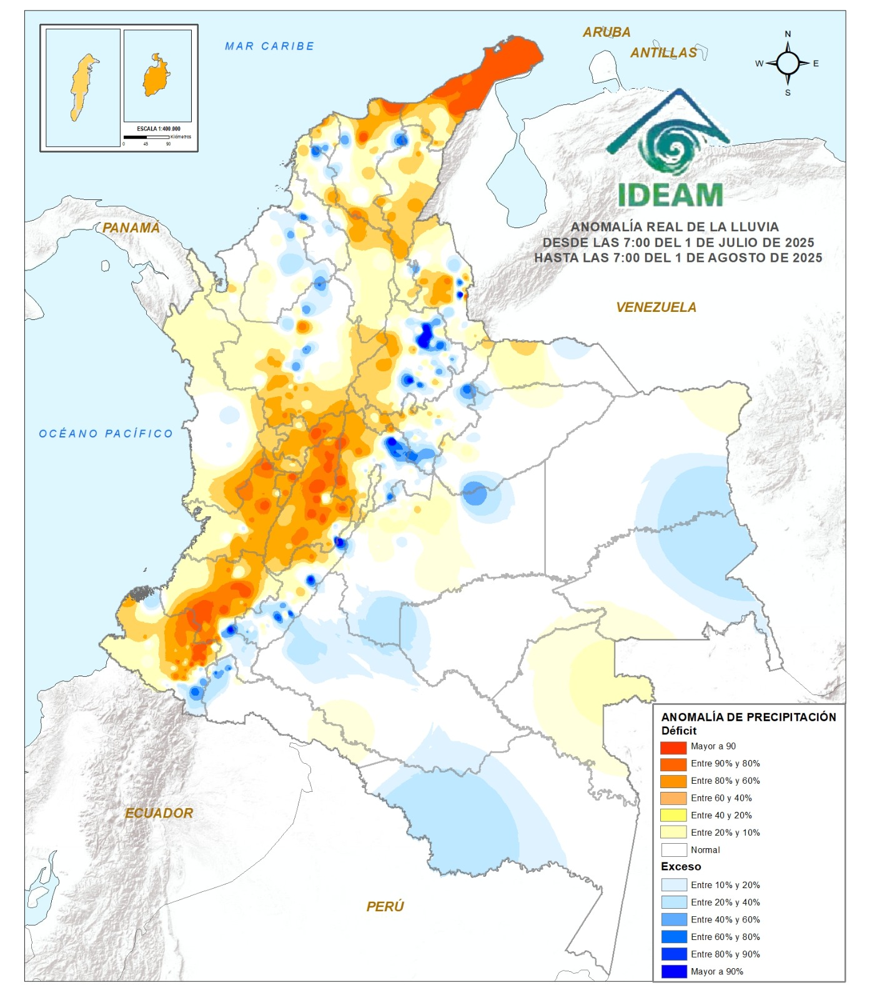 MAR CARIBE
ARUBA
ANTILLAS
N
W
E
S
ESCALA 1:400.000
Kilómetros
0 45 90
IDEAM
ANOMALÍA REAL DE LA LLUVIA
DESDE LAS 7:00 DEL 1 DE JULIO DE 2025
HASTA LAS 7:00 DEL 1 DE AGOSTO DE 2025
PANAMÁ
VENEZUELA
OCÉANO PACÍFICO
ECUADOR
PERÚ
ANOMALÍA DE PRECIPITACIÓN
Déficit
Mayor a 90
Entre 90% y 80%
Entre 80% y 60%
Entre 60 y 40%
Entre 40 y 20%
Entre 20% y 10%
Normal
Exceso
Entre 10% y 20%
Entre 20% y 40%
Entre 40% y 60%
Entre 60% y 80%
Entre 80% y 90%
Mayor a 90%